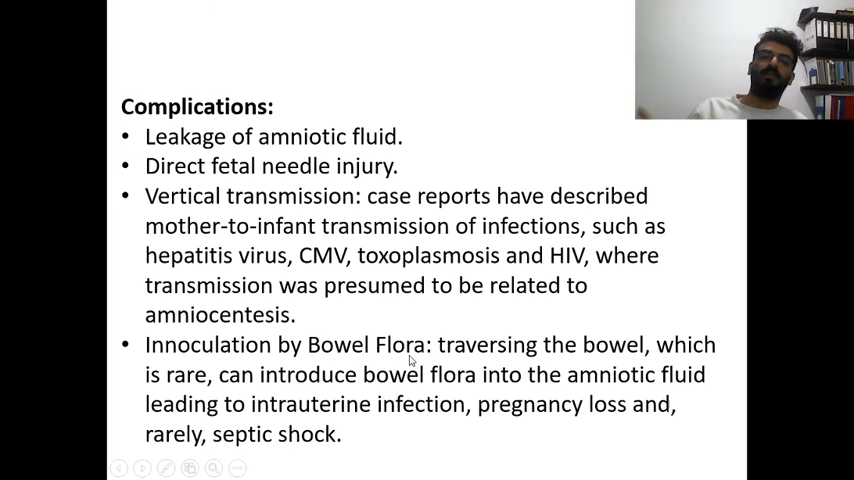 Complications:
• Leakage of amniotic fluid.
• Direct fetal needle injury.
• Vertical transmission: case reports have described
mother-to-infant transmission of infections, such as
hepatitis virus, CMV, toxoplasmosis and HIV, where
transmission was presumed to be related to
amniocentesis.
• Innoculation by Bowel Flora: traversing the bowel, which
is rare, can introduce bowel flora into the amniotic fluid
leading to intrauterine infection, pregnancy loss and,
rarely, septic shock.